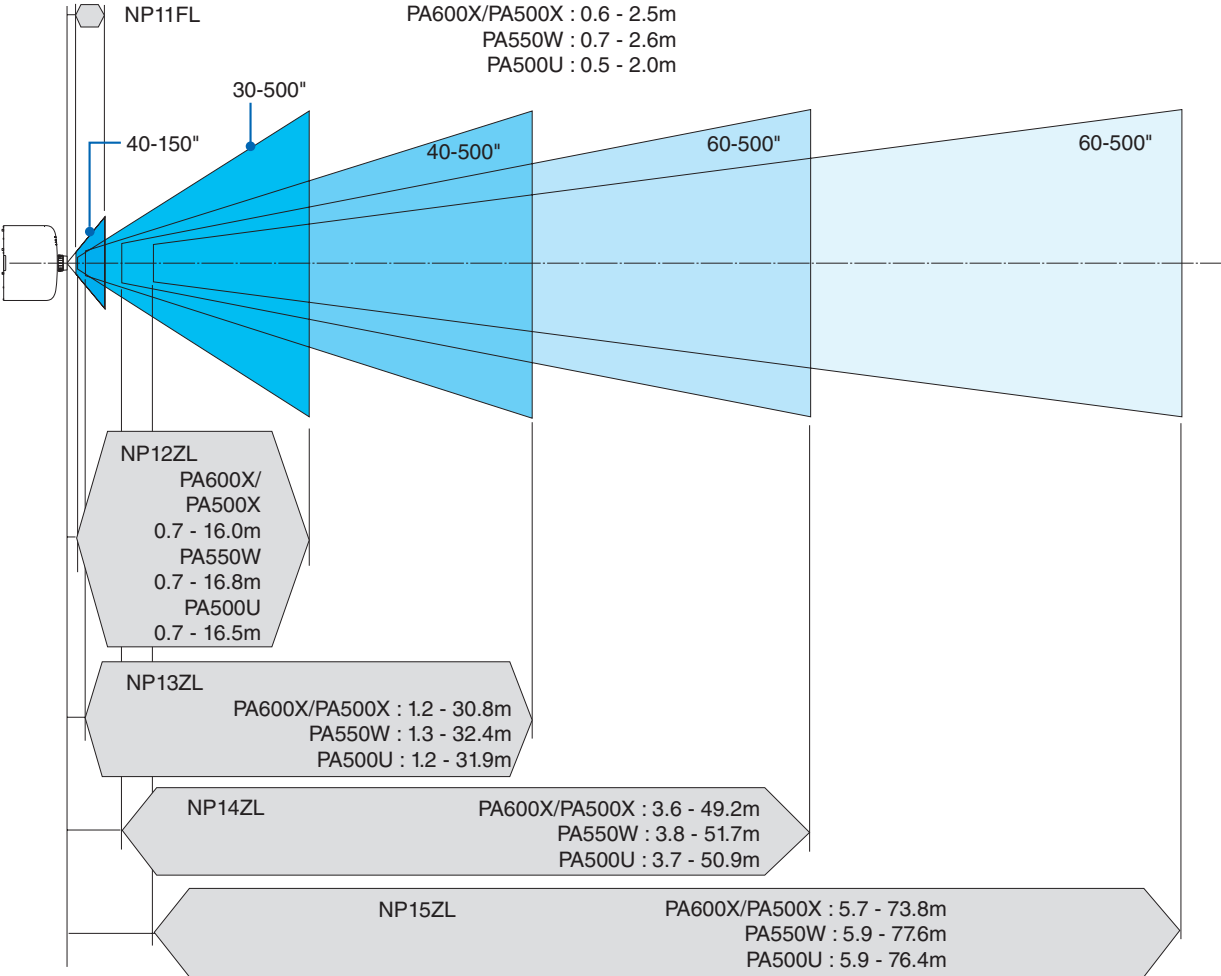 NP11FL
PA600X/PA500X : 0.6 - 2.5m
PA550W : 0.7 - 2.6m
PA500U : 0.5 - 2.0m
30-500"
40-150"
40-500"
60-500"
60-500"
NP12ZL
PA600X/
PA500X
0.7 - 16.0m
PA550W
0.7 - 16.8m
PA500U
0.7 - 16.5m
NP13ZL
PA600X/PA500X : 1.2 - 30.8m
PA550W : 1.3 - 32.4m
PA500U : 1.2 - 31.9m
NP14ZL
PA600X/PA500X : 3.6 - 49.2m
PA550W : 3.8 - 51.7m
PA500U : 3.7 - 50.9m
NP15ZL
PA600X/PA500X : 5.7 - 73.8m
PA550W : 5.9 - 77.6m
PA500U : 5.9 - 76.4m